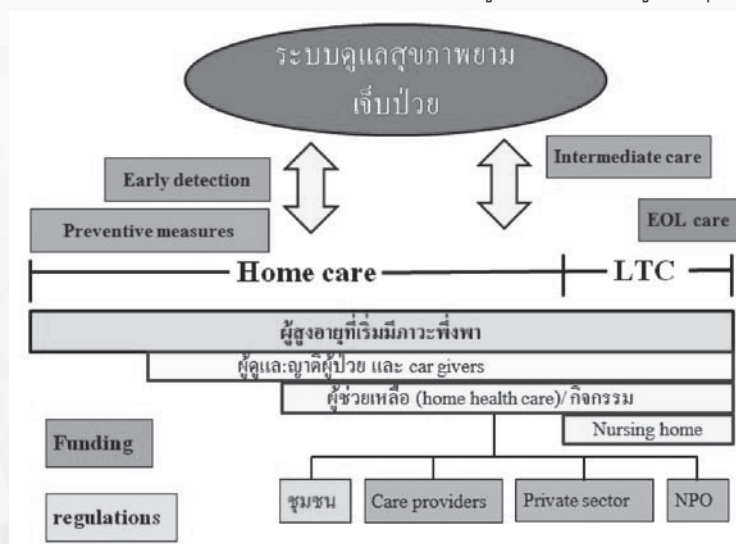 ระบบดูแลสุขภาพยาม
เจ็บป่วย
Intermediate care
Early detection
EOL care
Preventive measures
Home care
LTC
ผู้สูงอายุที่เริ่มมีภาวะพึ่งพา
ผู้ดูแล:ญาติผู้ป่วย และ car givers
ผู้ช่วยเหลือ (home health care)/ กิจกรรม
Nursing home
Funding
ชุมชน
Care providers
Private sector
NPO
regulations